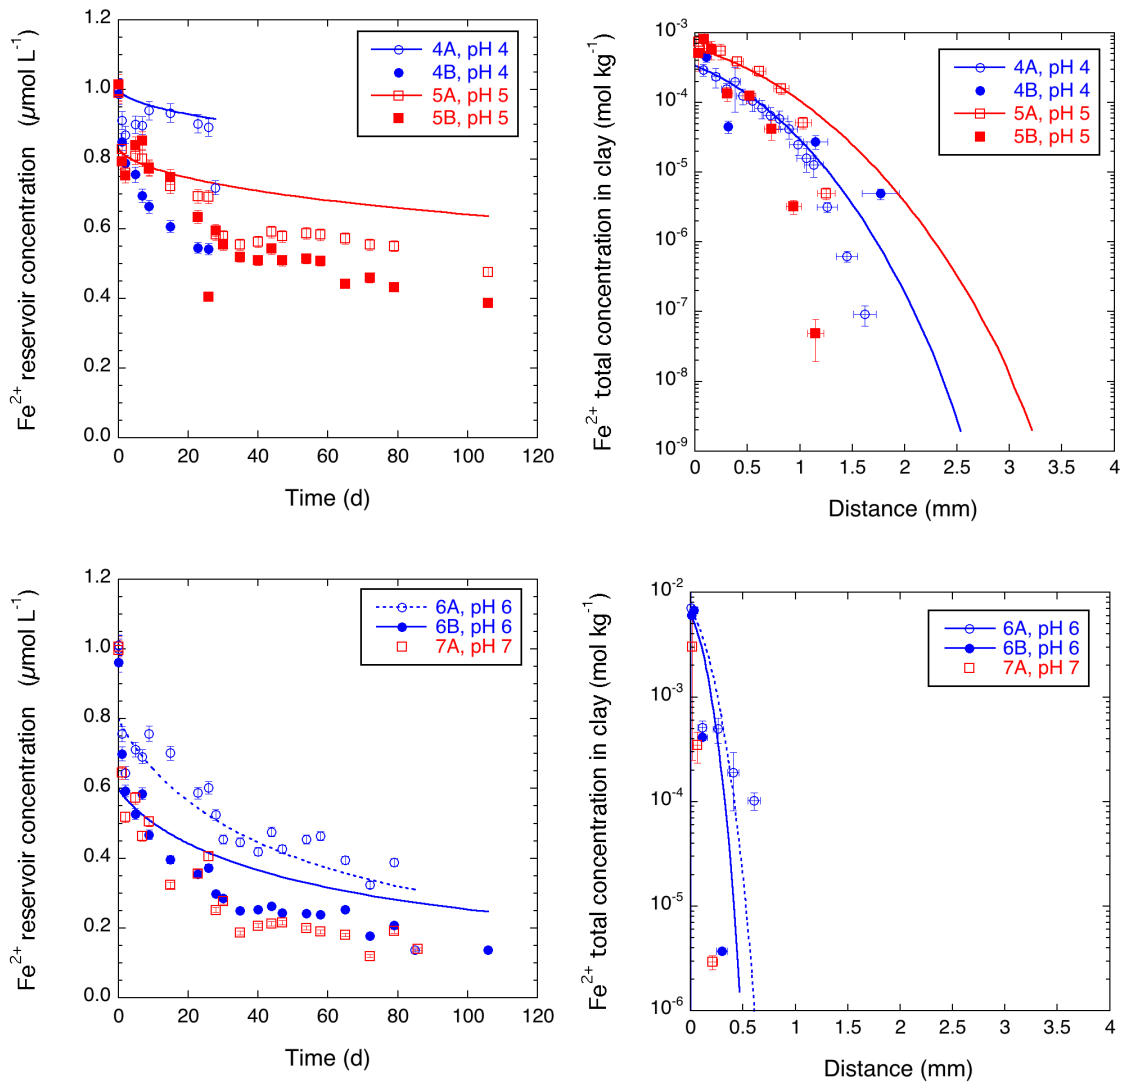 Fe2+ reservoir concentration (µmol L-1)
1.2
1.0
0.8
0.6
0.4
0.2
0.0
4A, pH 4
4B, pH 4
5A, pH 5
5B, pH 5
0 20 40 60 80 100 120
Time (d)
Fe2+ total concentration in clay (mol kg-1)
10-3
10-4
10-5
10-6
10-7
10-8
10-9
4A, pH 4
4B, pH 4
5A, pH 5
5B, pH 5
0 0.5 1 1.5 2 2.5 3 3.5 4
Distance (mm)
Fe2+ reservoir concentration (µmol L-1)
1.2
1.0
0.8
0.6
0.4
0.2
0.0
6A, pH 6
6B, pH 6
7A, pH 7
0 20 40 60 80 100 120
Time (d)
Fe2+ total concentration in clay (mol kg-1)
10-2
10-3
10-4
10-5
10-6
6A, pH 6
6B, pH 6
7A, pH 7
0 0.5 1 1.5 2 2.5 3 3.5 4
Distance (mm)